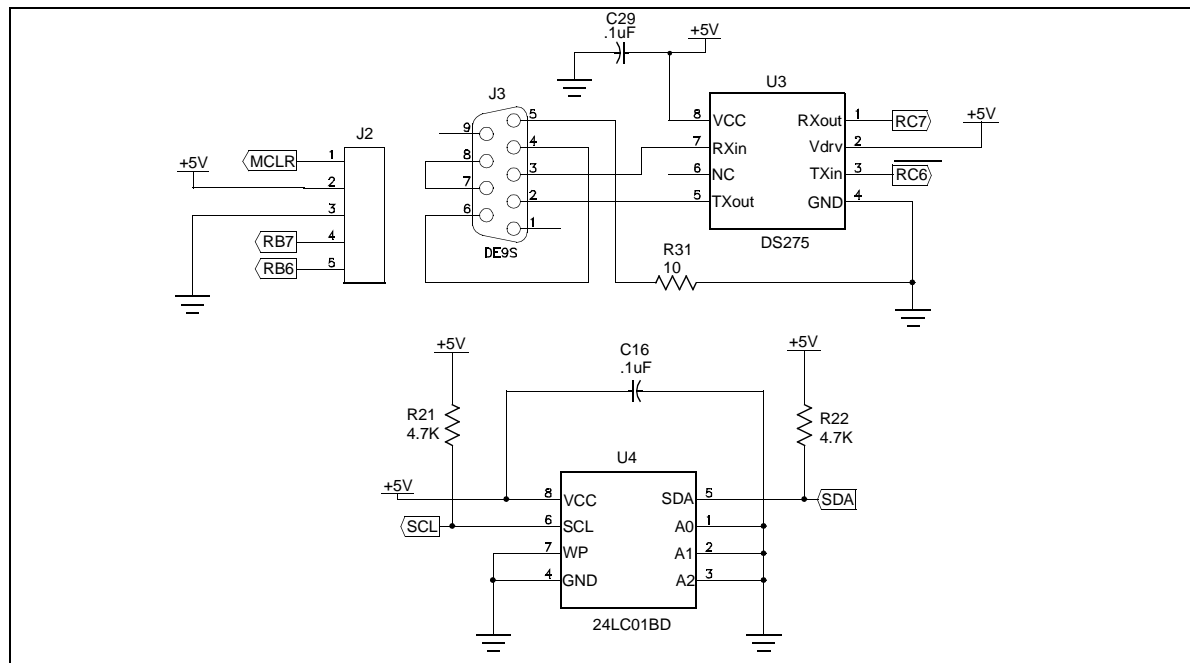 C29
.1uF
+5V
J3
U3
J2
5
9
4
8
3
7
2
6
1
DE9S
+5V
MCLR
1
2
3
RB7
4
RB6
5
8
VCC
RXout
1
RC7
+5V
7
RXin
Vdrv
2
6
NC
TXin
3
RC6
5
TXout
GND
4
DS275
R31
10
+5V
C16
.1uF
+5V
R21
4.7K
R22
4.7K
U4
+5V
8
VCC
SDA
5
SDA
SCL
6
SCL
A0
1
7
WP
A1
2
4
GND
A2
3
24LC01BD